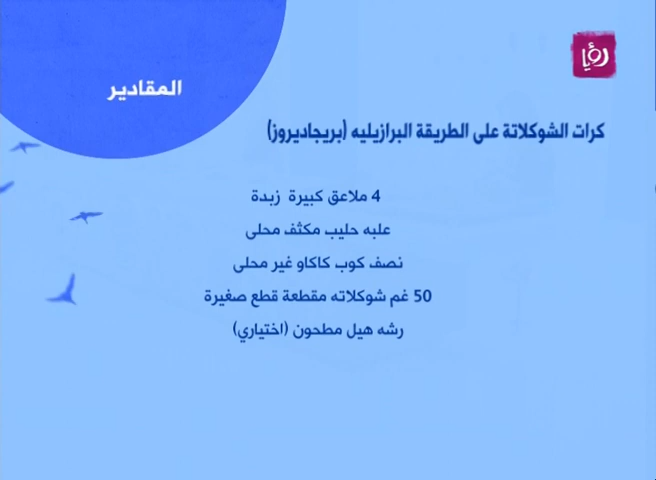 رؤيا
المقادير
كرات الشوكلاتة على الطريقة البرازيليه (بريجاديروز)
4 ملاعق كبيرة زبدة
علبه حليب مكثف محلى
نصف كوب كاكاو غير محلى
50 غم شوكلاته مقطعة قطع صغيرة
رشه هيل مطحون (اختياري)